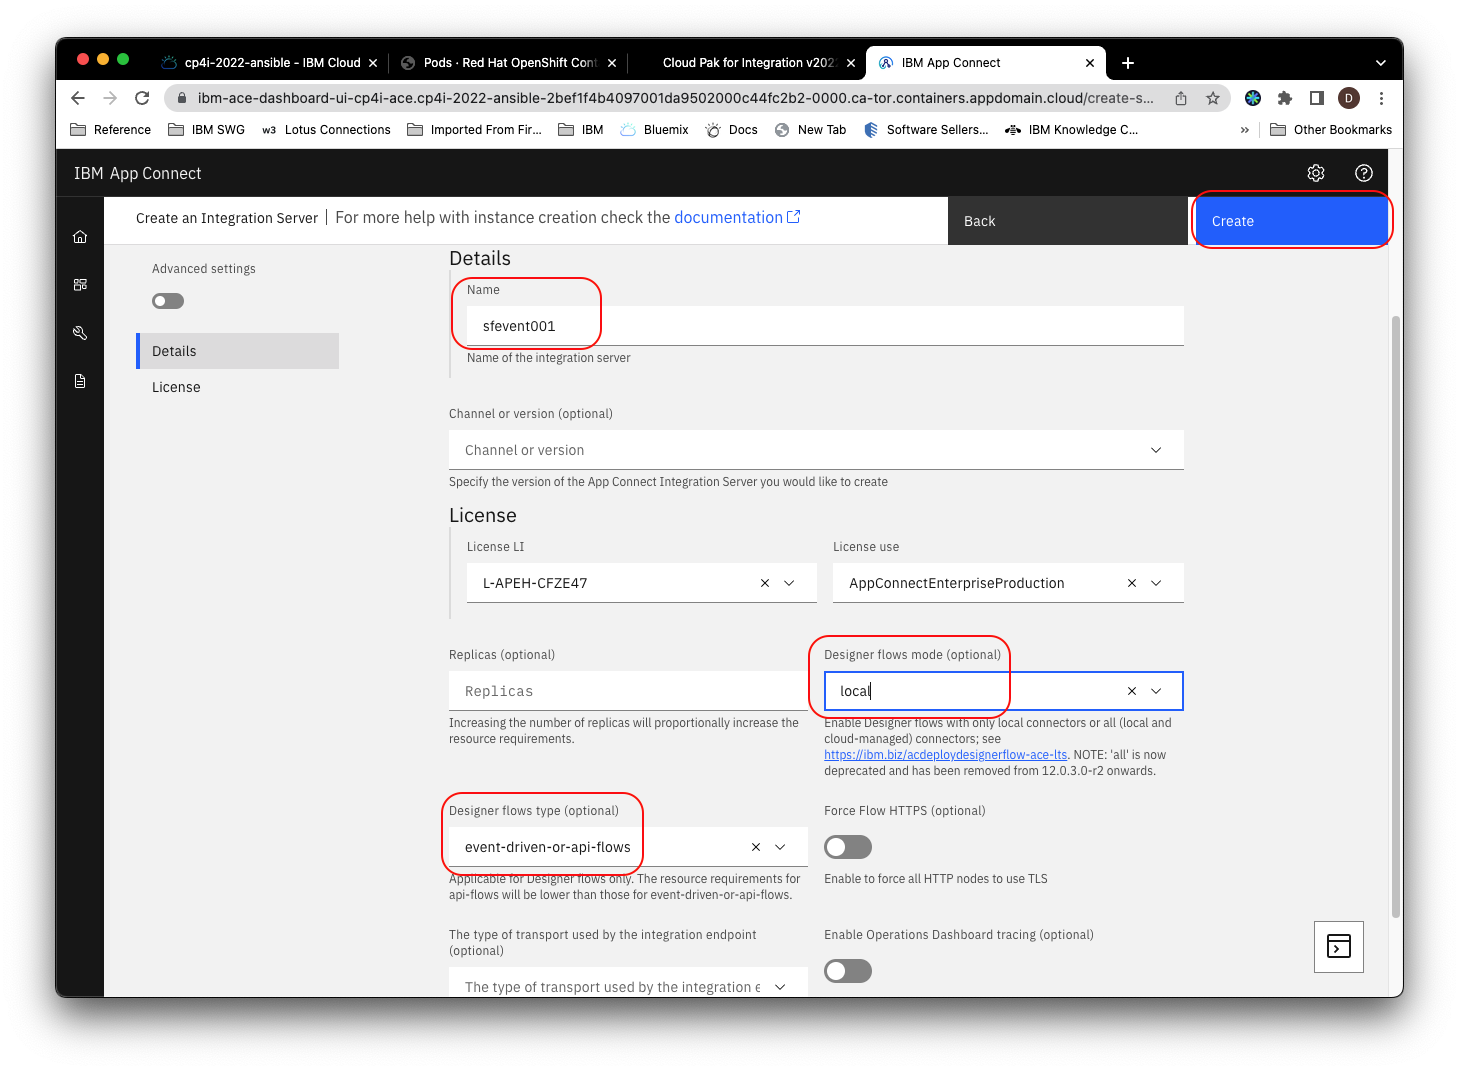 cp4i-2022-ansible - IBM Cloud
Pods · Red Hat OpenShift Cont
Cloud Pak for Integration v202
IBM App Connect
ibm-ace-dashboard-ui-cp4i-ace.cp4i-2022-ansible-2bef1f4b4097001da9502000c44fc2b2-0000.ca-tor.containers.appdomain.cloud/create-s...
D
Reference
IBM SWG
w3 Lotus Connections
Imported From Fir...
IBM
Bluemix
Docs
New Tab
Software Sellers...
IBM Knowledge C...
»
Other Bookmarks
IBM App Connect
Create an Integration Server | For more help with instance creation check the documentation
Back
Create
Advanced settings
Details
License
Details
Name
sfevent001
Name of the integration server
Channel or version (optional)
Channel or version
Specify the version of the App Connect Integration Server you would like to create
License
License LI
L-APEH-CFZE47
License use
AppConnectEnterpriseProduction
Replicas (optional)
Replicas
Increasing the number of replicas will proportionally increase the
resource requirements.
Designer flows mode (optional)
local
Enable Designer flows with only local connectors or all (local and
cloud-managed) connectors; see
https://ibm.biz/acdeploydesignerflow-ace-lts. NOTE: 'all' is now
deprecated and has been removed from 12.0.3.0-r2 onwards.
Designer flows type (optional)
event-driven-or-api-flows
Applicable for Designer flows only. The resource requirements for
api-flows will be lower than those for event-driven-or-api-flows.
Force Flow HTTPS (optional)
Enable to force all HTTP nodes to use TLS
The type of transport used by the integration endpoint
(optional)
The type of transport used by the integration e
Enable Operations Dashboard tracing (optional)